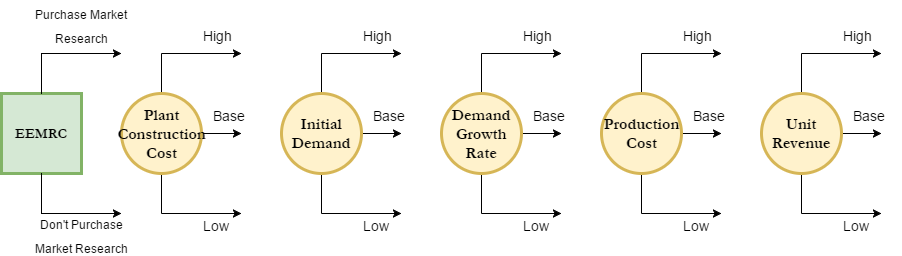 Purchase Market
Research
EEMRC
Don't Purchase
Market Research
High
Plant
Construction
Cost
Base
Low
High
Initial
Demand
Base
Low
High
Demand
Growth
Rate
Base
Low
High
Production
Cost
Base
Low
High
Unit
Revenue
Base
Low